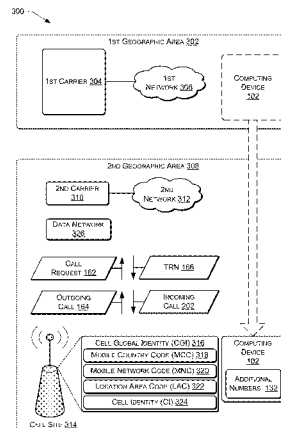 300
1ST GEOGRAPHIC AREA 302
1ST CARRIER 304
1ST
NETWORK 306
COMPUTING
DEVICE
102
2ND GEOGRAPHIC AREA 308
2ND CARRIER
310
2ND
NETWORK 312
DATA NETWORK
326
CALL
REQUEST 162
TRN 166
OUTGOING
CALL 164
INCOMING
CALL 202
CELL GLOBAL IDENTITY (CGI) 316
MOBILE COUNTRY CODE (MCC) 318
MOBILE NETWORK CODE (MNC) 320
LOCATION AREA CODE (LAC) 322
CELL IDENTITY (CI) 324
COMPUTING
DEVICE
102
ADDITIONAL
NUMBERS 132
CELL SITE 314